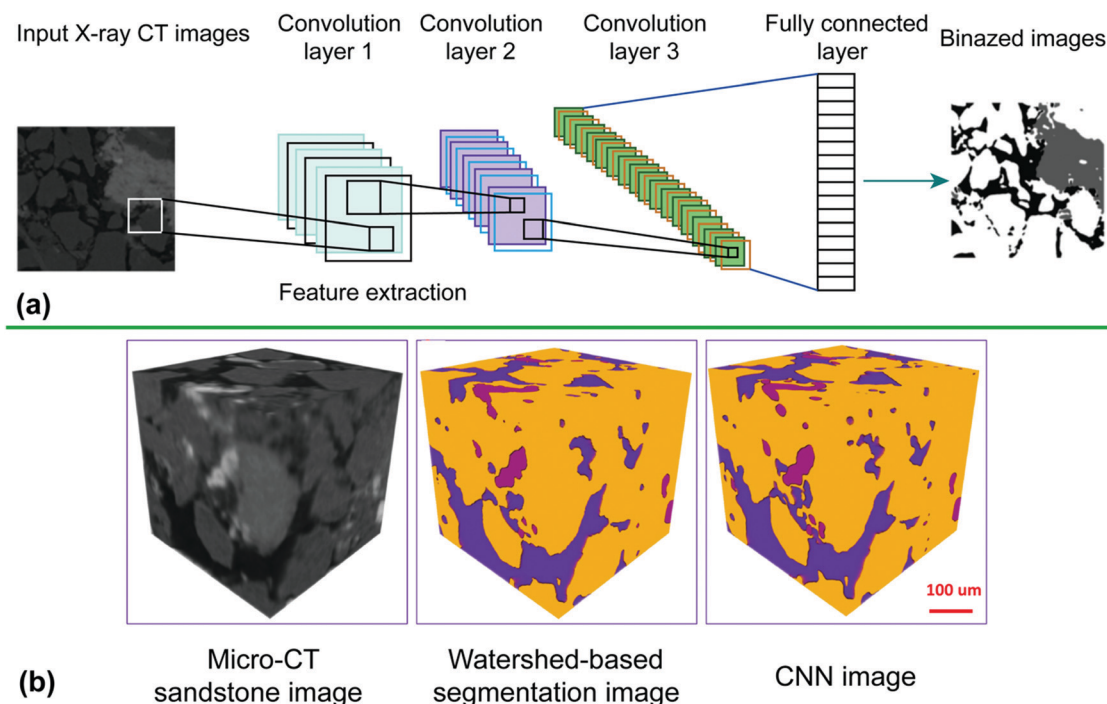 Input X-ray CT images
Convolution
layer 1
Convolution
layer 2
Convolution
layer 3
Fully connected
layer
Binazed images
Feature extraction
(a)
100 um
(b)
Micro-CT
sandstone image
Watershed-based
segmentation image
CNN image